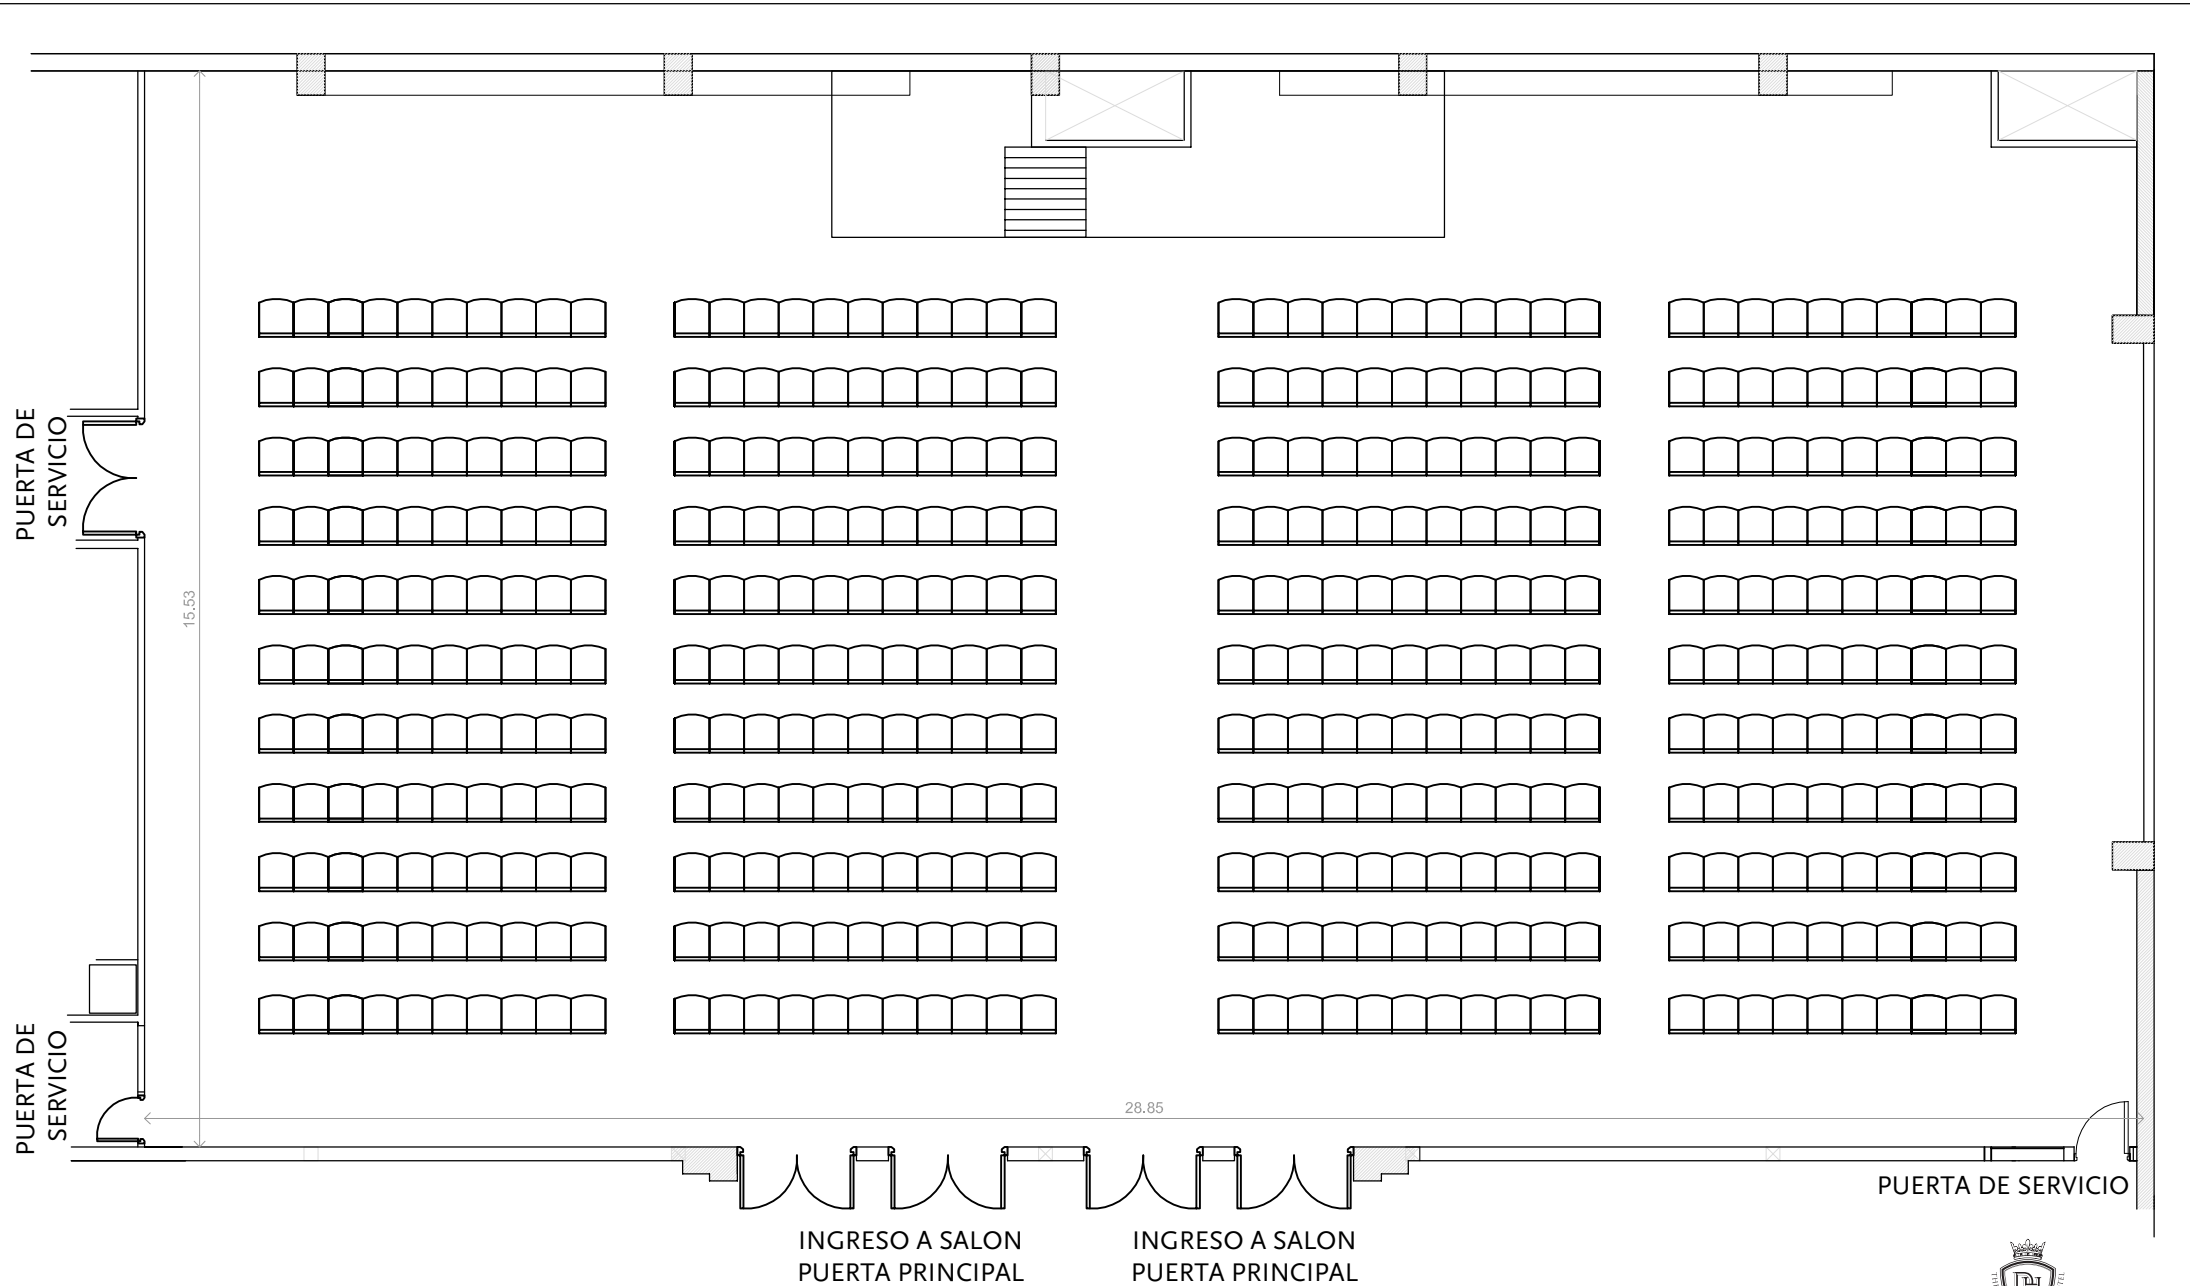 PUERTA DE
SERVICIO
15.53
PUERTA DE
SERVICIO
28.85
PUERTA DE SERVICIO
INGRESO A SALON
PUERTA PRINCIPAL
INGRESO A SALON
PUERTA PRINCIPAL